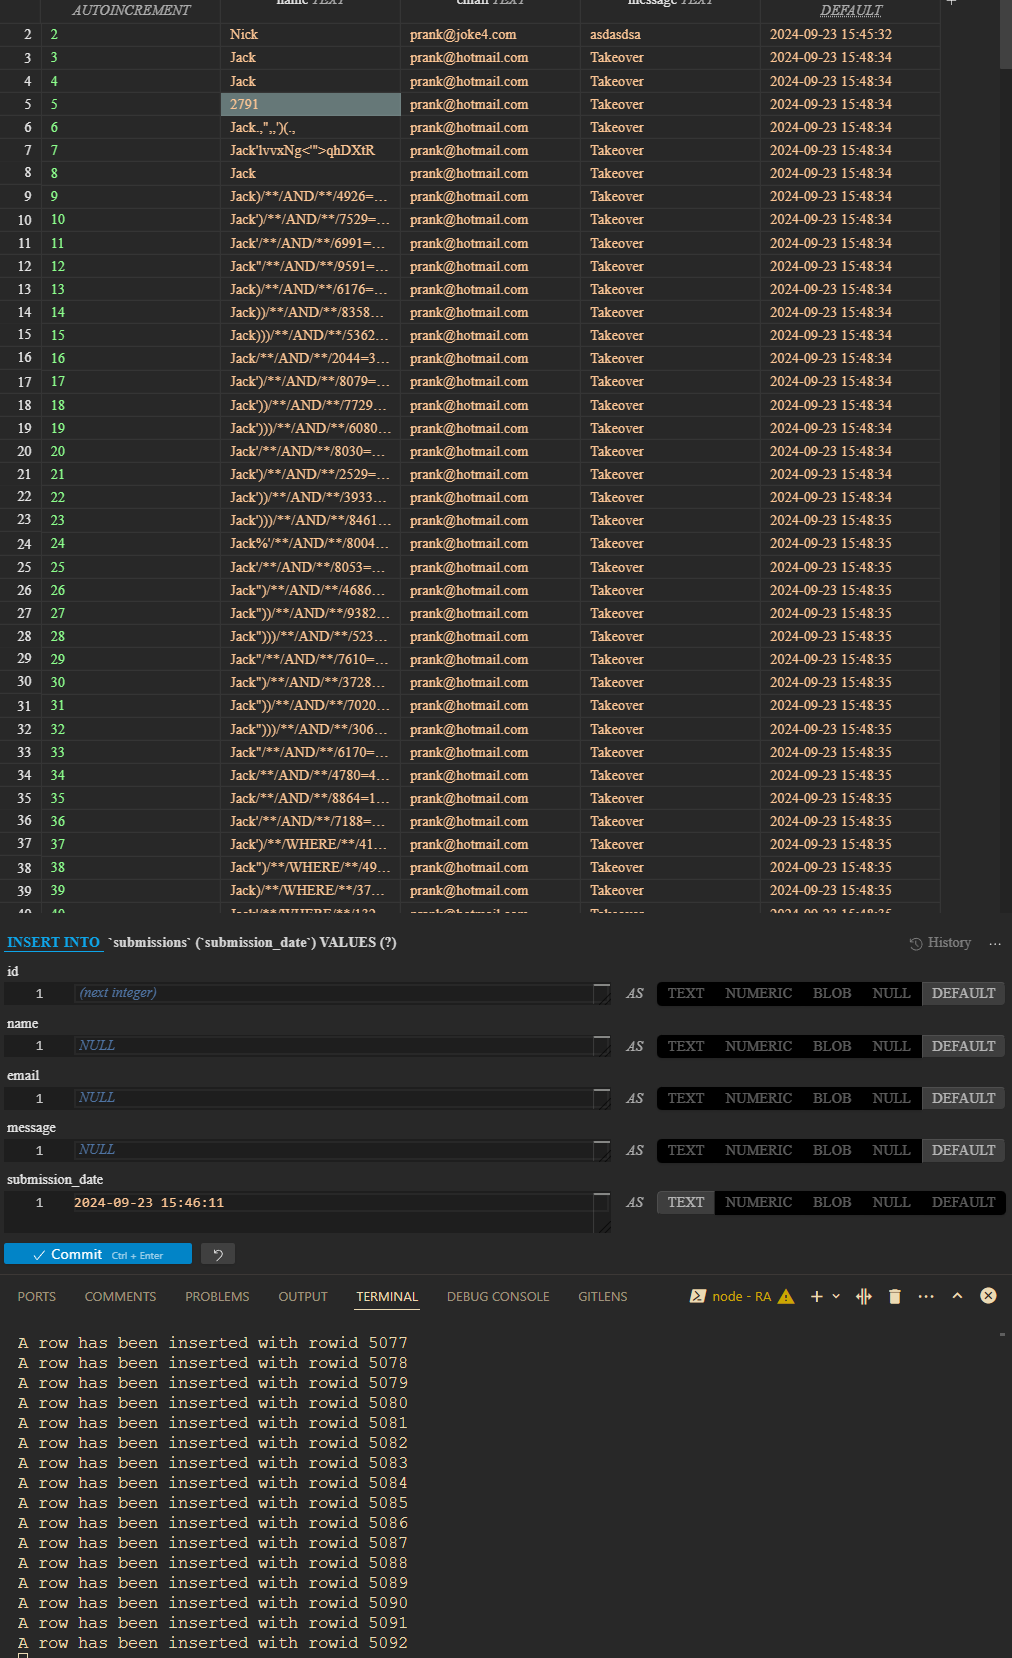 AUTOINCREMENT name TEXT email TEXT message TEXT DEFAULT +
2 2 Nick prank@joke4.com asdasdsa 2024-09-23 15:45:32
3 3 Jack prank@hotmail.com Takeover 2024-09-23 15:48:34
4 4 Jack prank@hotmail.com Takeover 2024-09-23 15:48:34
5 5 2791 prank@hotmail.com Takeover 2024-09-23 15:48:34
6 6 Jack.,",,')(., prank@hotmail.com Takeover 2024-09-23 15:48:34
7 7 Jack'lvvxNg<'">qhDXtR prank@hotmail.com Takeover 2024-09-23 15:48:34
8 8 Jack prank@hotmail.com Takeover 2024-09-23 15:48:34
9 9 Jack)/**/AND/**/4926=... prank@hotmail.com Takeover 2024-09-23 15:48:34
10 10 Jack')/**/AND/**/7529=... prank@hotmail.com Takeover 2024-09-23 15:48:34
11 11 Jack'/**/AND/**/6991=... prank@hotmail.com Takeover 2024-09-23 15:48:34
12 12 Jack"/**/AND/**/9591=... prank@hotmail.com Takeover 2024-09-23 15:48:34
13 13 Jack)/**/AND/**/6176=... prank@hotmail.com Takeover 2024-09-23 15:48:34
14 14 Jack))/**/AND/**/8358... prank@hotmail.com Takeover 2024-09-23 15:48:34
15 15 Jack)))/**/AND/**/5362... prank@hotmail.com Takeover 2024-09-23 15:48:34
16 16 Jack/**/AND/**/2044=3... prank@hotmail.com Takeover 2024-09-23 15:48:34
17 17 Jack')/**/AND/**/8079=... prank@hotmail.com Takeover 2024-09-23 15:48:34
18 18 Jack'))/**/AND/**/7729... prank@hotmail.com Takeover 2024-09-23 15:48:34
19 19 Jack')))/**/AND/**/6080... prank@hotmail.com Takeover 2024-09-23 15:48:34
20 20 Jack'/**/AND/**/8030=... prank@hotmail.com Takeover 2024-09-23 15:48:34
21 21 Jack')/**/AND/**/2529=... prank@hotmail.com Takeover 2024-09-23 15:48:34
22 22 Jack'))/**/AND/**/3933... prank@hotmail.com Takeover 2024-09-23 15:48:34
23 23 Jack')))/**/AND/**/8461... prank@hotmail.com Takeover 2024-09-23 15:48:35
24 24 Jack%'/**/AND/**/8004... prank@hotmail.com Takeover 2024-09-23 15:48:35
25 25 Jack'/**/AND/**/8053=... prank@hotmail.com Takeover 2024-09-23 15:48:35
26 26 Jack")/**/AND/**/4686... prank@hotmail.com Takeover 2024-09-23 15:48:35
27 27 Jack"))/**/AND/**/9382... prank@hotmail.com Takeover 2024-09-23 15:48:35
28 28 Jack")))/**/AND/**/523... prank@hotmail.com Takeover 2024-09-23 15:48:35
29 29 Jack"/**/AND/**/7610=... prank@hotmail.com Takeover 2024-09-23 15:48:35
30 30 Jack")/**/AND/**/3728... prank@hotmail.com Takeover 2024-09-23 15:48:35
31 31 Jack"))/**/AND/**/7020... prank@hotmail.com Takeover 2024-09-23 15:48:35
32 32 Jack")))/**/AND/**/306... prank@hotmail.com Takeover 2024-09-23 15:48:35
33 33 Jack"/**/AND/**/6170=... prank@hotmail.com Takeover 2024-09-23 15:48:35
34 34 Jack/**/AND/**/4780=4... prank@hotmail.com Takeover 2024-09-23 15:48:35
35 35 Jack/**/AND/**/8864=1... prank@hotmail.com Takeover 2024-09-23 15:48:35
36 36 Jack'/**/AND/**/7188=... prank@hotmail.com Takeover 2024-09-23 15:48:35
37 37 Jack')/**/WHERE/**/41... prank@hotmail.com Takeover 2024-09-23 15:48:35
38 38 Jack")/**/WHERE/**/49... prank@hotmail.com Takeover 2024-09-23 15:48:35
39 39 Jack)/**/WHERE/**/37... prank@hotmail.com Takeover 2024-09-23 15:48:35
INSERT INTO `submissions` (`submission_date`) VALUES (?) History ...
id
1 (next integer) AS TEXT NUMERIC BLOB NULL DEFAULT
name
1 NULL AS TEXT NUMERIC BLOB NULL DEFAULT
email
1 NULL AS TEXT NUMERIC BLOB NULL DEFAULT
message
1 NULL AS TEXT NUMERIC BLOB NULL DEFAULT
submission_date
1 2024-09-23 15:46:11 AS TEXT NUMERIC BLOB NULL DEFAULT
Commit Ctrl + Enter
PORTS COMMENTS PROBLEMS OUTPUT TERMINAL DEBUG CONSOLE GITLENS node - RA
A row has been inserted with rowid 5077
A row has been inserted with rowid 5078
A row has been inserted with rowid 5079
A row has been inserted with rowid 5080
A row has been inserted with rowid 5081
A row has been inserted with rowid 5082
A row has been inserted with rowid 5083
A row has been inserted with rowid 5084
A row has been inserted with rowid 5085
A row has been inserted with rowid 5086
A row has been inserted with rowid 5087
A row has been inserted with rowid 5088
A row has been inserted with rowid 5089
A row has been inserted with rowid 5090
A row has been inserted with rowid 5091
A row has been inserted with rowid 5092